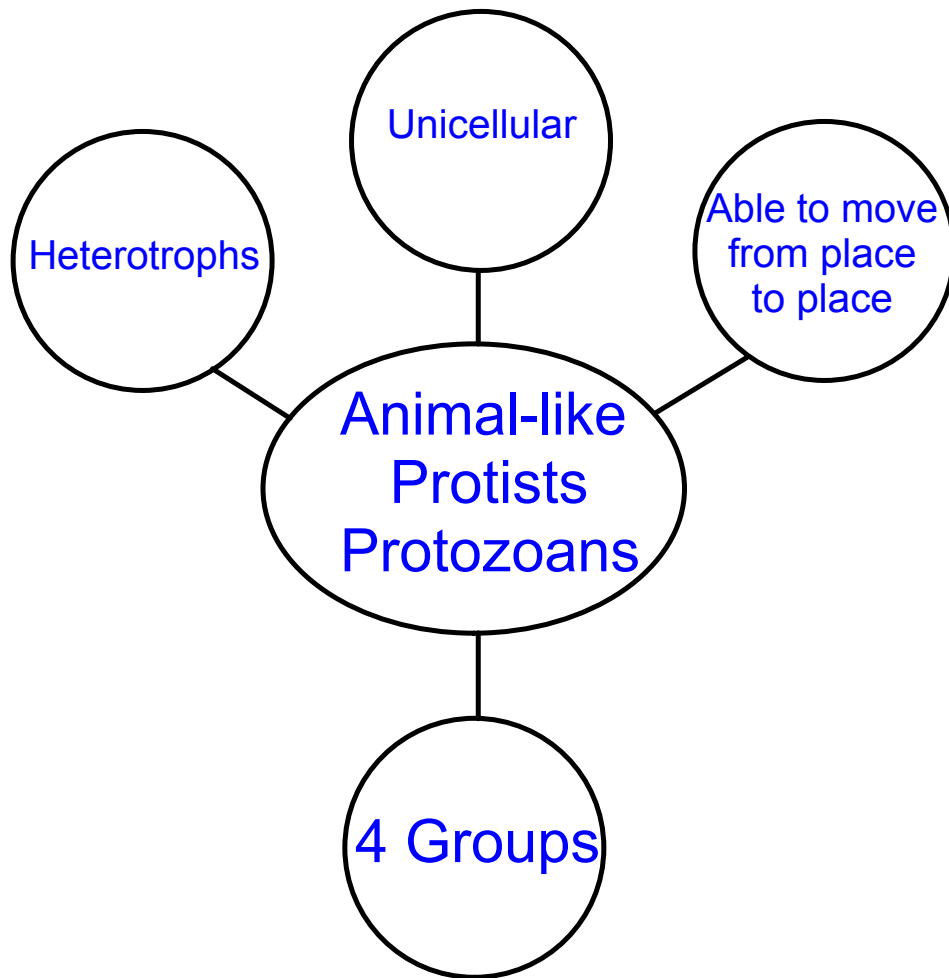 Unicellular
Heterotrophs
Able to move
from place
to place
Animal-like
Protists
Protozoans
4 Groups